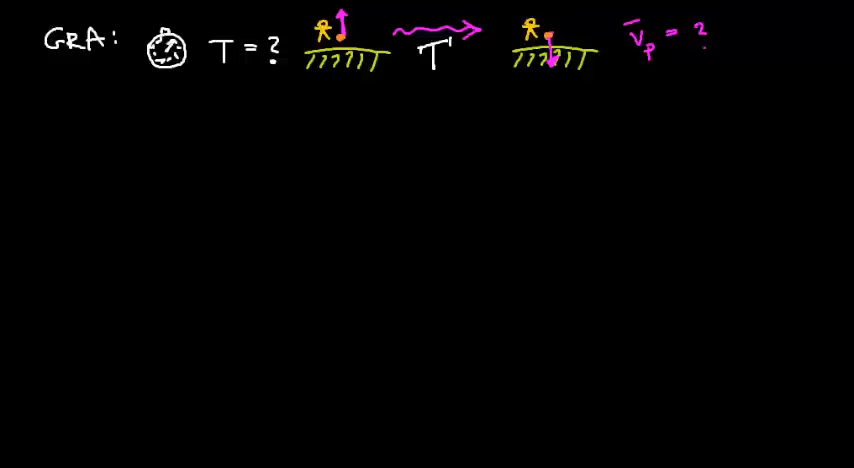 GRA: T = ? T' v̅p = ?